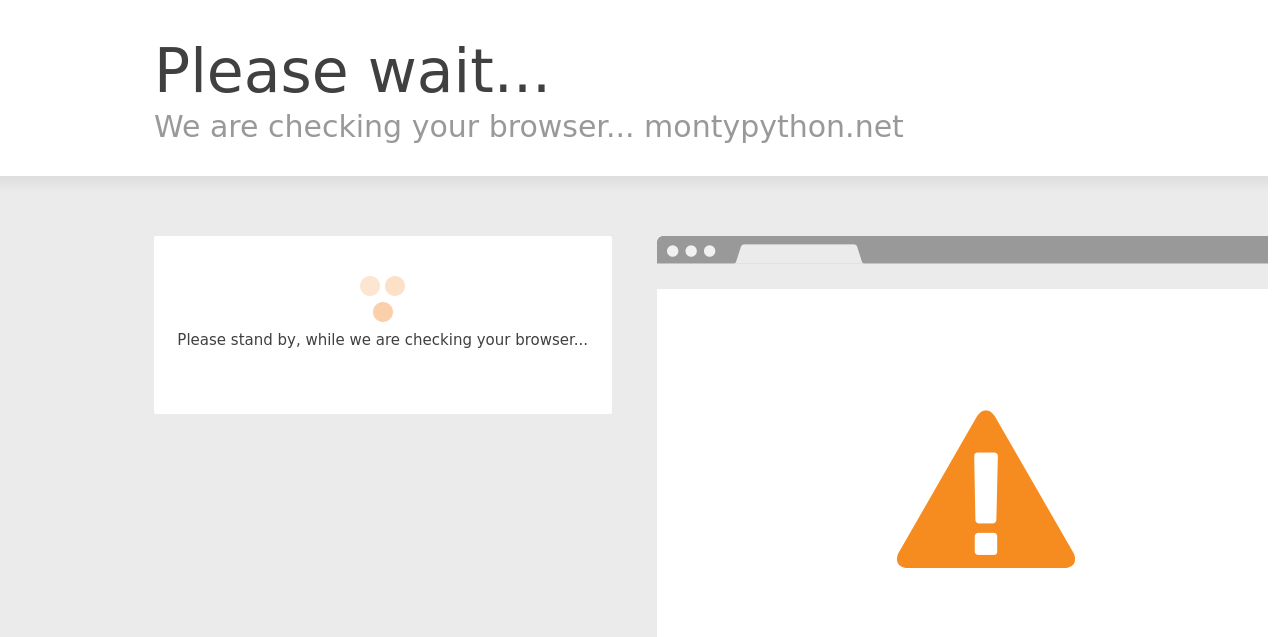 Please wait...
We are checking your browser... montypython.net
Please stand by, while we are checking your browser...